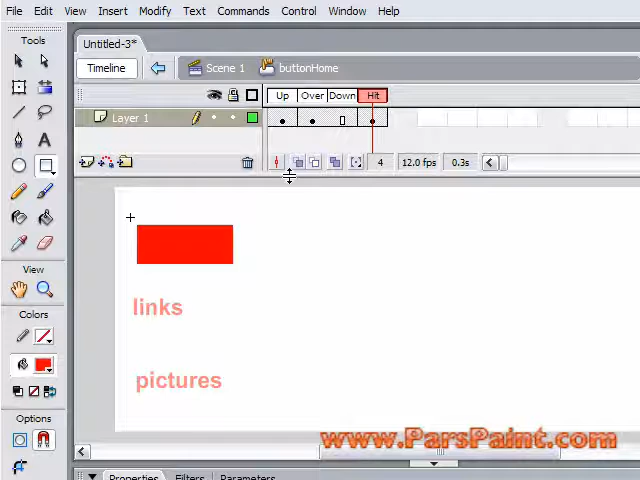 File Edit View Insert Modify Text Commands Control Window Help
Tools
Untitled-3*
Timeline Scene 1 buttonHome
Up Over Down Hit
Layer 1
4 12.0 fps 0.3s
View
Colors
Options
links
pictures
www.ParsPaint.com
Properties Filters Parameters